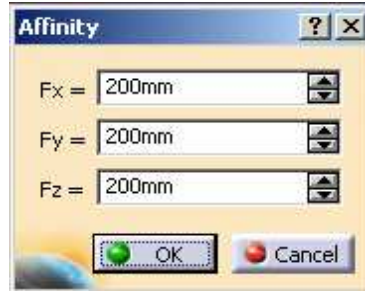 Affinity
Fx = 200mm
Fy = 200mm
Fz = 200mm
OK Cancel